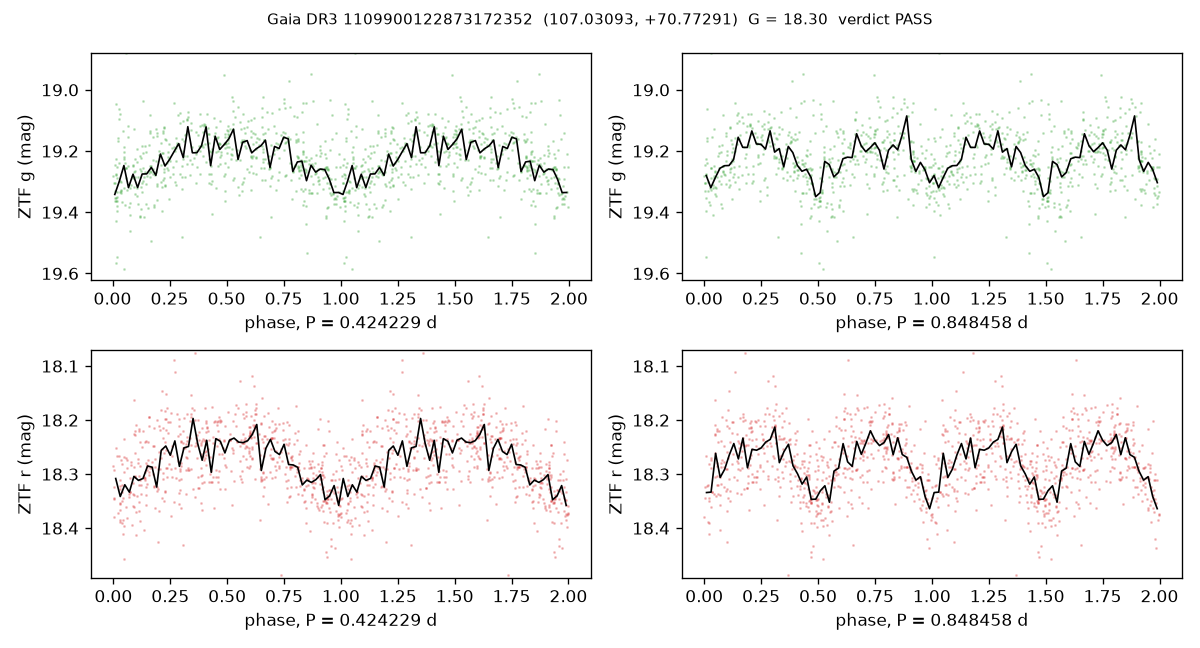 Gaia DR3 1109900122873172352 (107.03093, +70.77291) G = 18.30 verdict PASS
ZTF g (mag)
19.0
19.2
19.4
19.6
0.00 0.25 0.50 0.75 1.00 1.25 1.50 1.75 2.00
phase, P = 0.424229 d
ZTF g (mag)
19.0
19.2
19.4
19.6
0.00 0.25 0.50 0.75 1.00 1.25 1.50 1.75 2.00
phase, P = 0.848458 d
ZTF r (mag)
18.1
18.2
18.3
18.4
0.00 0.25 0.50 0.75 1.00 1.25 1.50 1.75 2.00
phase, P = 0.424229 d
ZTF r (mag)
18.1
18.2
18.3
18.4
0.00 0.25 0.50 0.75 1.00 1.25 1.50 1.75 2.00
phase, P = 0.848458 d